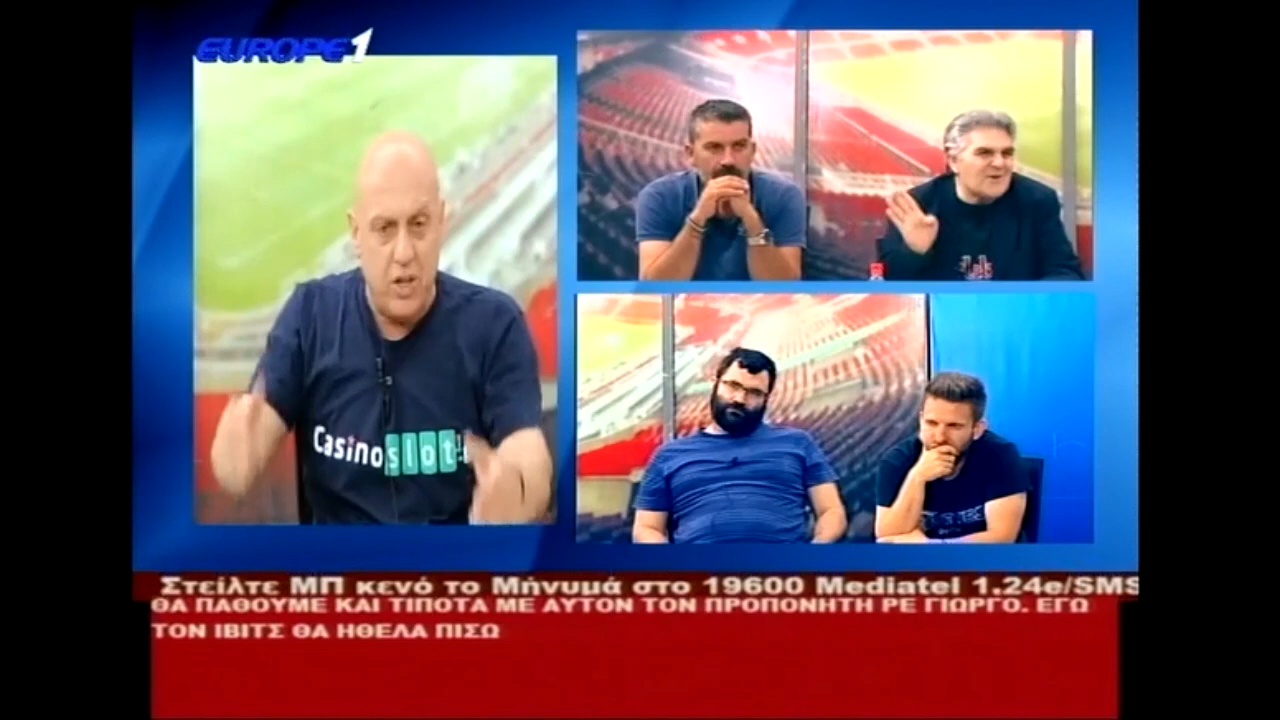 EUROPE1
Casinoslot
Στείλτε ΜΠ κενό το Μήνυμά στο 19600 Mediatel 1.24e/SMS
ΘΑ ΠΑΘΟΥΜΕ ΚΑΙ ΤΙΠΟΤΑ ΜΕ ΑΥΤΟΝ ΤΟΝ ΠΡΟΠΟΝΗΤΗ ΡΕ ΓΙΩΡΓΟ. ΕΓΩ
ΤΟΝ ΙΒΙΤΣ ΘΑ ΗΘΕΛΑ ΠΙΣΩ